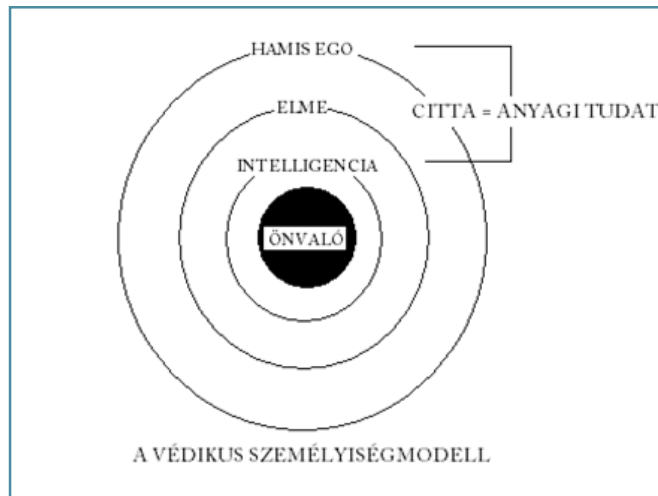 HAMIS EGO
ELME
CITTA = ANYAGI TUDAT
INTELLIGENCIA
ÖNVALÓ
A VÉDIKUS SZEMÉLYISÉGMODELL